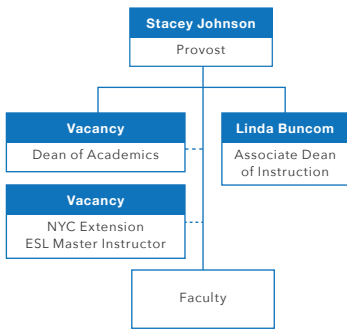 Stacey Johnson
Provost
Vacancy
Dean of Academics
Linda Buncom
Associate Dean
of Instruction
Vacancy
NYC Extension
ESL Master Instructor
Faculty